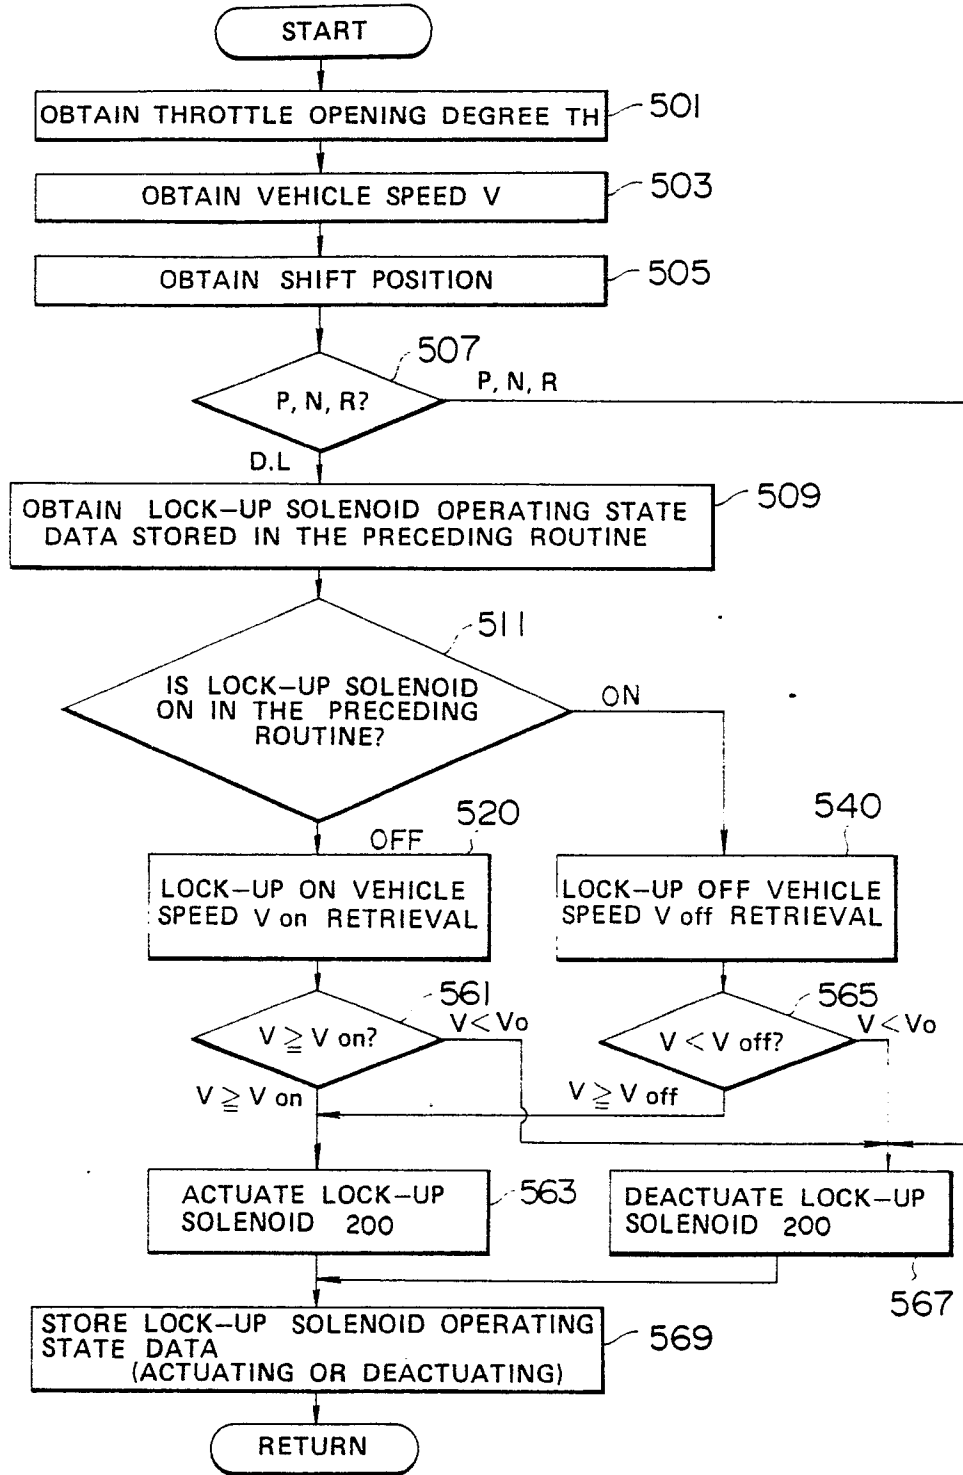 START
OBTAIN THROTTLE OPENING DEGREE TH
501
OBTAIN VEHICLE SPEED V
503
OBTAIN SHIFT POSITION
505
507
P, N, R?
P, N, R
D.L
OBTAIN LOCK-UP SOLENOID OPERATING STATE
DATA STORED IN THE PRECEDING ROUTINE
509
511
IS LOCK-UP SOLENOID
ON IN THE PRECEDING
ROUTINE?
ON
OFF
520
LOCK-UP ON VEHICLE
SPEED V on RETRIEVAL
540
LOCK-UP OFF VEHICLE
SPEED V off RETRIEVAL
561
V ≧ V on?
V < Vo
V ≧ V on
565
V < V off?
V < Vo
V ≧ V off
ACTUATE LOCK-UP
SOLENOID 200
563
DEACTUATE LOCK-UP
SOLENOID 200
567
STORE LOCK-UP SOLENOID OPERATING
STATE DATA
(ACTUATING OR DEACTUATING)
569
RETURN